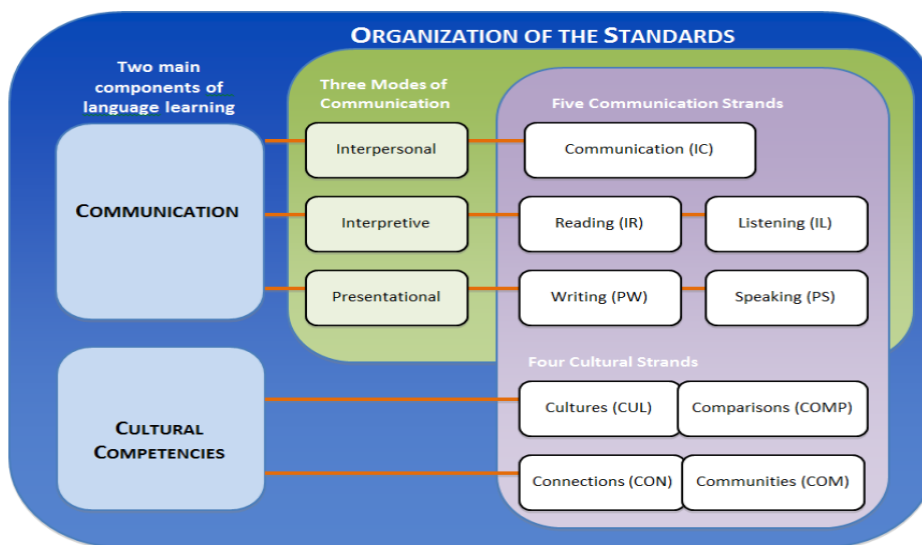 ORGANIZATION OF THE STANDARDS
Two main
components of
language learning
Three Modes of
Communication
Five Communication Strands
COMMUNICATION
Interpersonal
Communication (IC)
Interpretive
Reading (IR)
Listening (IL)
Presentational
Writing (PW)
Speaking (PS)
Four Cultural Strands
CULTURAL
COMPETENCIES
Cultures (CUL)
Comparisons (COMP)
Connections (CON)
Communities (COM)